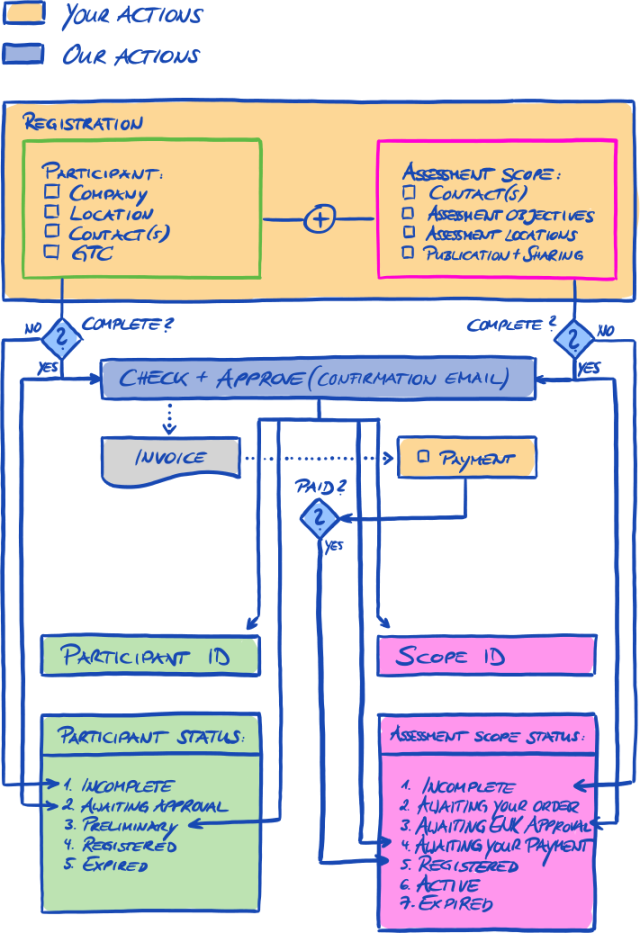 YOUR ACTIONS
OUR ACTIONS
REGISTRATION
PARTICIPANT:
COMPANY
LOCATION
CONTACT(S)
GTC
+
ASSESSMENT SCOPE:
CONTACT(S)
ASSESSMENT OBJECTIVES
ASSESSMENT LOCATIONS
PUBLICATION + SHARING
NO
?
COMPLETE?
YES
COMPLETE?
?
NO
YES
CHECK + APPROVE (CONFIRMATION EMAIL)
INVOICE
PAYMENT
PAID?
?
YES
PARTICIPANT ID
SCOPE ID
PARTICIPANT STATUS:
1. INCOMPLETE
2. AWAITING APPROVAL
3. PRELIMINARY
4. REGISTERED
5. EXPIRED
ASSESSMENT SCOPE STATUS:
1. INCOMPLETE
2. AWAITING YOUR ORDER
3. AWAITING ENX APPROVAL
4. AWAITING YOUR PAYMENT
5. REGISTERED
6. ACTIVE
7. EXPIRED